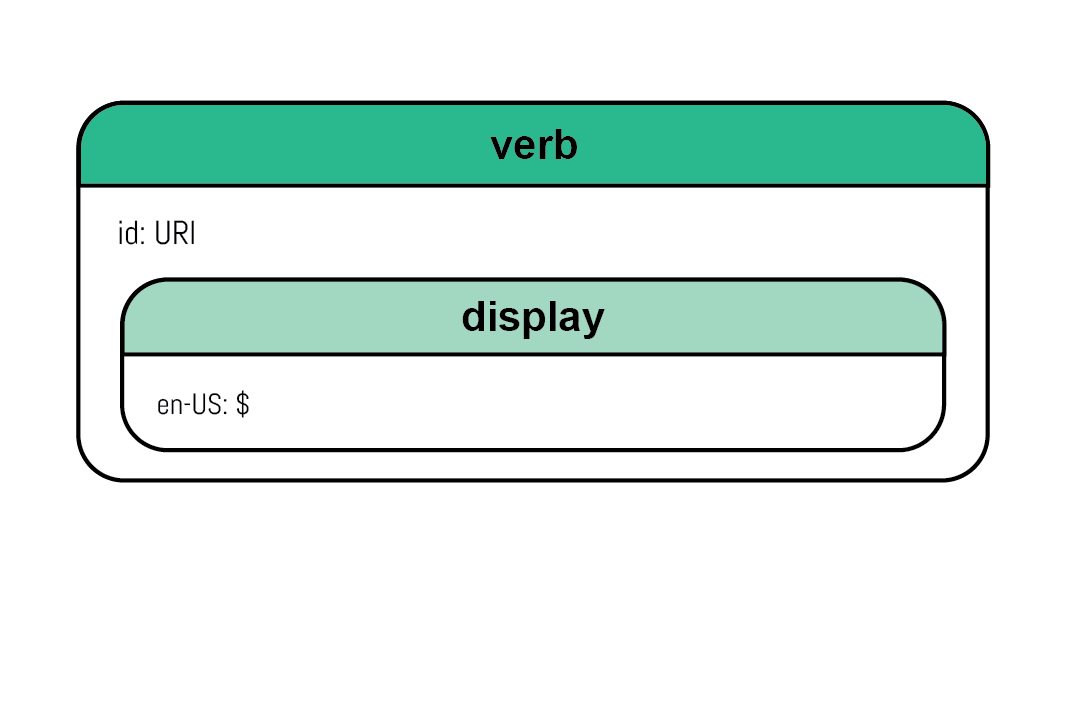 verb
id: URI
display
en-US: $